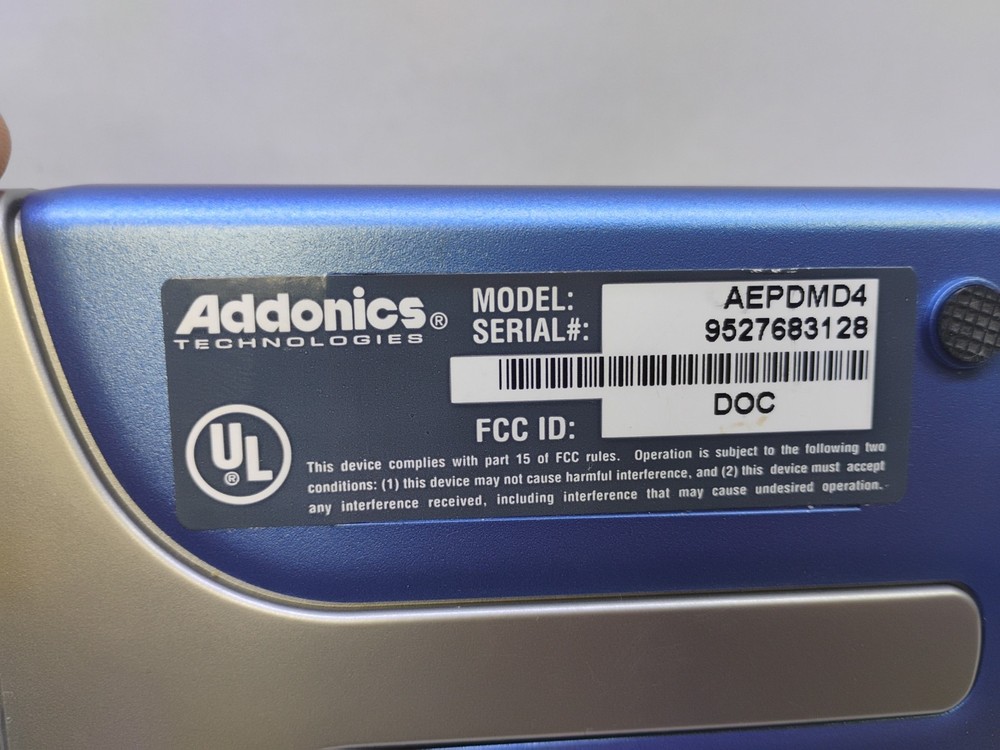 Addonics®
TECHNOLOGIES
MODEL: AEPDMD4
SERIAL#: 9527683128
FCC ID: DOC
UL®
This device complies with part 15 of FCC rules. Operation is subject to the following two
conditions: (1) this device may not cause harmful interference, and (2) this device must accept
any interference received, including interference that may cause undesired operation.